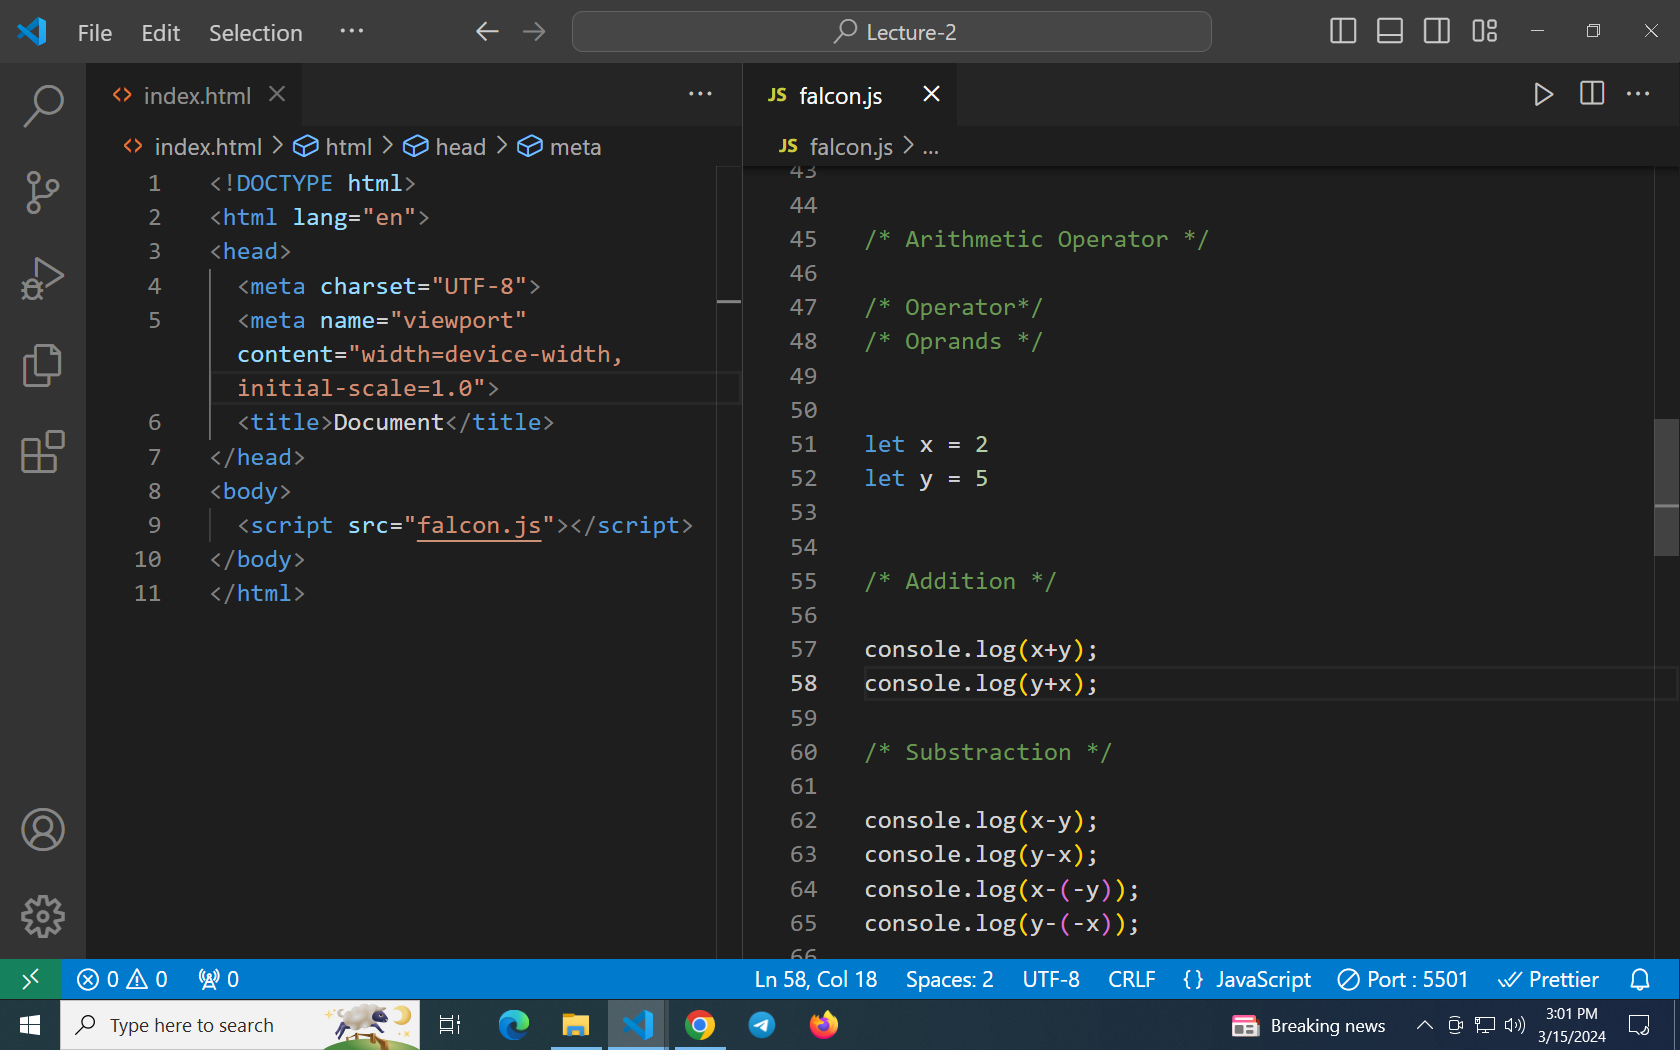 File Edit Selection ··· Lecture-2
index.html
JS falcon.js
index.html > html > head > meta
JS falcon.js > ...
1 <!DOCTYPE html>
2 <html lang="en">
3 <head>
4 <meta charset="UTF-8">
5 <meta name="viewport"
content="width=device-width,
initial-scale=1.0">
6 <title>Document</title>
7 </head>
8 <body>
9 <script src="falcon.js"></script>
10 </body>
11 </html>
43
44
45 /* Arithmetic Operator */
46
47 /* Operator*/
48 /* Oprands */
49
50
51 let x = 2
52 let y = 5
53
54
55 /* Addition */
56
57 console.log(x+y);
58 console.log(y+x);
59
60 /* Substraction */
61
62 console.log(x-y);
63 console.log(y-x);
64 console.log(x-(-y));
65 console.log(y-(-x));
66
0 0 0 Ln 58, Col 18 Spaces: 2 UTF-8 CRLF {} JavaScript Port : 5501 Prettier
Type here to search
Breaking news
3:01 PM
3/15/2024